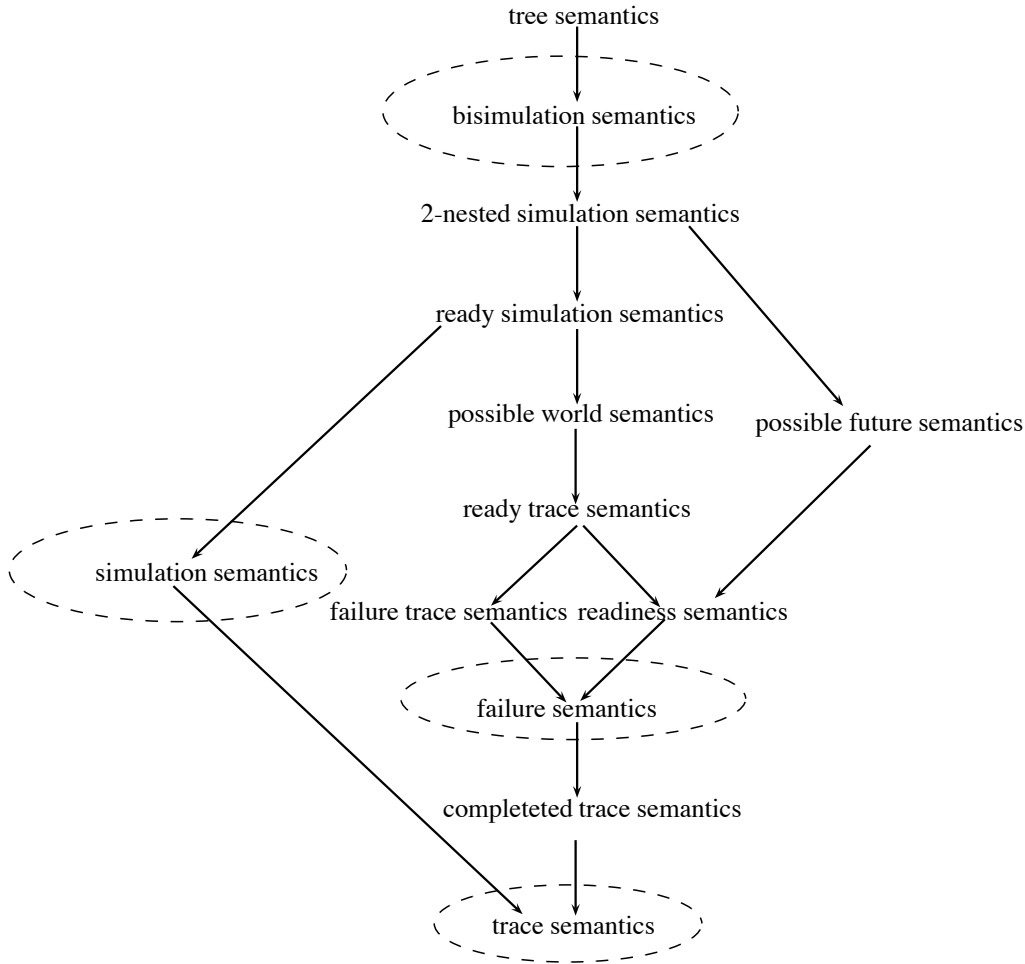 tree semantics
bisimulation semantics
2-nested simulation semantics
ready simulation semantics
possible world semantics
possible future semantics
ready trace semantics
simulation semantics
failure trace semantics
readiness semantics
failure semantics
completeted trace semantics
trace semantics